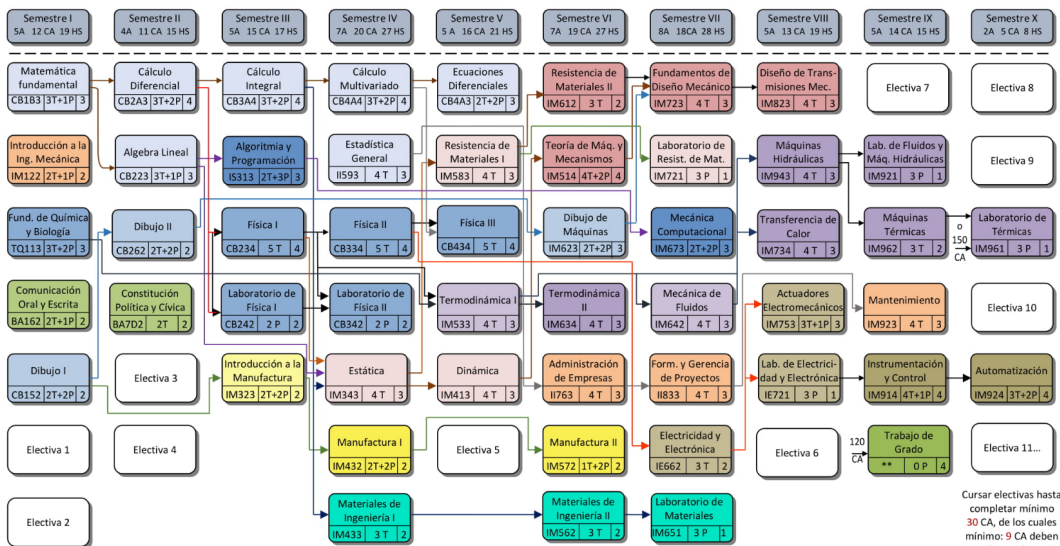 Semestre I
5A 12 CA 19 HS
Semestre II
4A 11 CA 15 HS
Semestre III
5A 15 CA 17 HS
Semestre IV
7A 20 CA 27 HS
Semestre V
5 A 16 CA 21 HS
Semestre VI
7A 19 CA 27 HS
Semestre VII
8A 18CA 28 HS
Semestre VIII
5A 13 CA 19 HS
Semestre IX
5A 14 CA 15 HS
Semestre X
2A 5 CA 8 HS
Matemática
fundamental
CB1B3 3T+1P 3
Cálculo
Diferencial
CB2A3 3T+2P 4
Cálculo
Integral
CB3A4 3T+2P 4
Cálculo
Multivariado
CB4A4 3T+2P 4
Ecuaciones
Diferenciales
CB4A3 2T+2P 3
Resistencia de
Materiales II
IM612 3 T 2
Fundamentos de
Diseño Mecánico
IM723 4 T 3
Diseño de Trans-
misiones Mec.
IM823 4 T 3
Electiva 7
Electiva 8
Introducción a la
Ing. Mecánica
IM122 2T+1P 2
Algebra Lineal
CB223 3T+1P 3
Algoritmia y
Programación
IS313 2T+3P 3
Estadística
General
II593 4 T 3
Resistencia de
Materiales I
IM583 4 T 3
Teoría de Máq. y
Mecanismos
IM514 4T+2P 4
Laboratorio de
Resist. de Mat.
IM721 3 P 1
Máquinas
Hidráulicas
IM943 4 T 3
Lab. de Fluidos y
Máq. Hidráulicas
IM921 3 P 1
Electiva 9
Fund. de Química
y Biología
TQ113 3T+2P 3
Dibujo II
CB262 2T+2P 2
Física I
CB234 5 T 4
Física II
CB334 5 T 4
Física III
CB434 5 T 4
Dibujo de
Máquinas
IM623 2T+2P 3
Mecánica
Computacional
IM673 2T+2P 3
Transferencia de
Calor
IM734 4 T 3
Máquinas
Térmicas
IM962 3 T 2
o
150
CA
Laboratorio de
Térmicas
IM961 3 P 1
Comunicación
Oral y Escrita
BA162 2T+1P 2
Constitución
Política y Cívica
BA7D2 2T 2
Laboratorio de
Física I
CB242 2 P 2
Laboratorio de
Física II
CB342 2 P 2
Termodinámica I
IM533 4 T 3
Termodinámica
II
IM634 4 T 3
Mecánica de
Fluidos
IM642 4 T 3
Actuadores
Electromecánicos
IM753 3T+1P 3
Mantenimiento
IM923 4 T 3
Electiva 10
Dibujo I
CB152 2T+2P 2
Electiva 3
Introducción a la
Manufactura
IM323 2T+2P 2
Estática
IM343 4 T 3
Dinámica
IM413 4 T 3
Administración
de Empresas
II763 4 T 3
Form. y Gerencia
de Proyectos
II833 4 T 3
Lab. de Electrici-
dad y Electrónica
IE721 3 P 1
Instrumentación
y Control
IM914 4T+1P 4
Automatización
IM924 3T+2P 4
Electiva 1
Electiva 4
Manufactura I
IM432 2T+2P 2
Electiva 5
Manufactura II
IM572 1T+2P 2
Electricidad y
Electrónica
IE662 3 T 2
Electiva 6
120
CA
Trabajo de
Grado
** 0 P 4
Electiva 11...
Electiva 2
Materiales de
Ingeniería I
IM433 3 T 2
Materiales de
Ingeniería II
IM562 3 T 2
Laboratorio de
Materiales
IM651 3 P 1
Cursar electivas hasta
completar mínimo
30 CA, de los cuales
mínimo: 9 CA deben